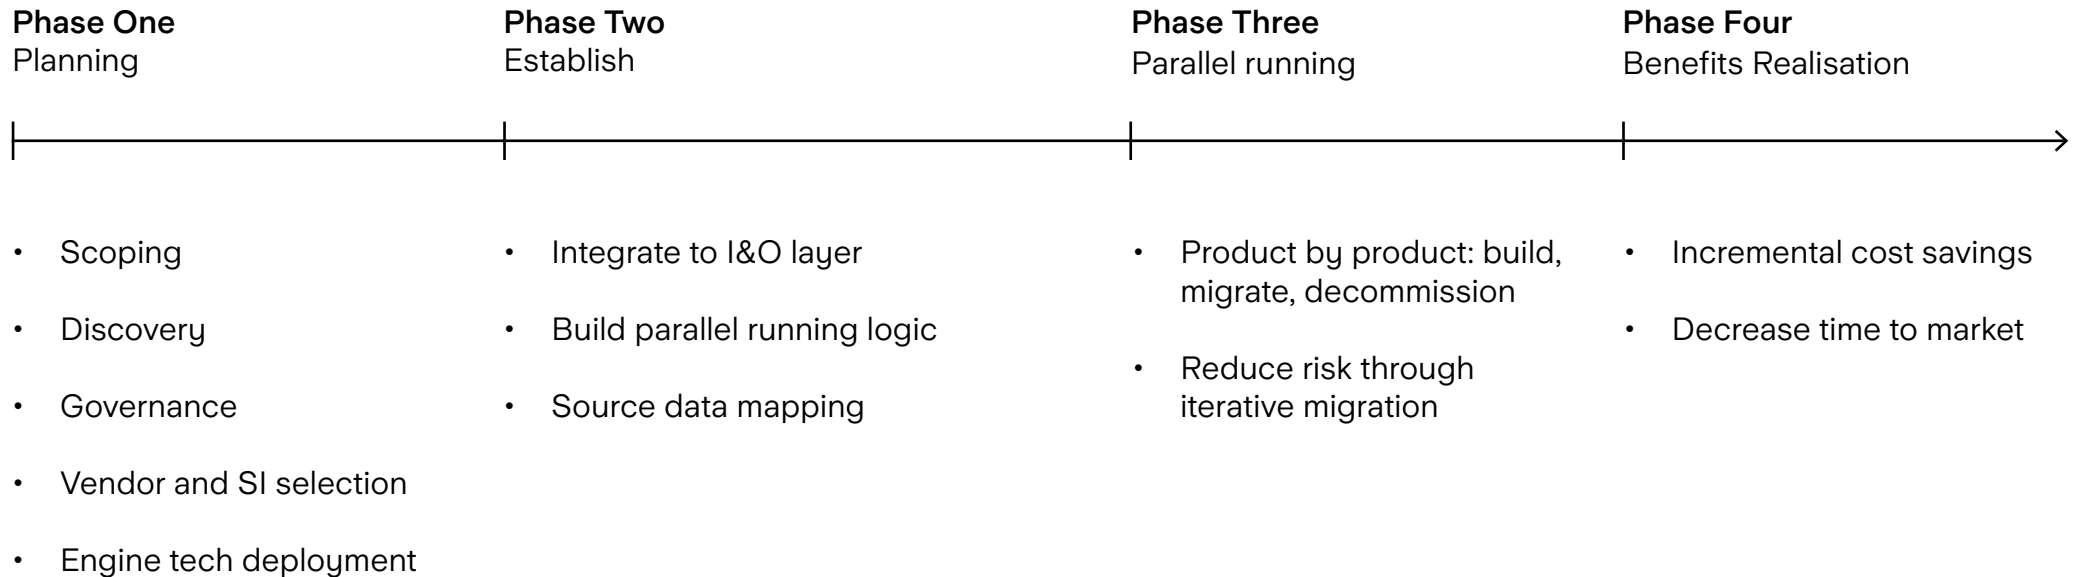 Phase One
Planning
• Scoping
• Discovery
• Governance
• Vendor and SI selection
• Engine tech deployment
Phase Two
Establish
• Integrate to I&O layer
• Build parallel running logic
• Source data mapping
Phase Three
Parallel running
• Product by product: build,
migrate, decommission
• Reduce risk through
iterative migration
Phase Four
Benefits Realisation
• Incremental cost savings
• Decrease time to market